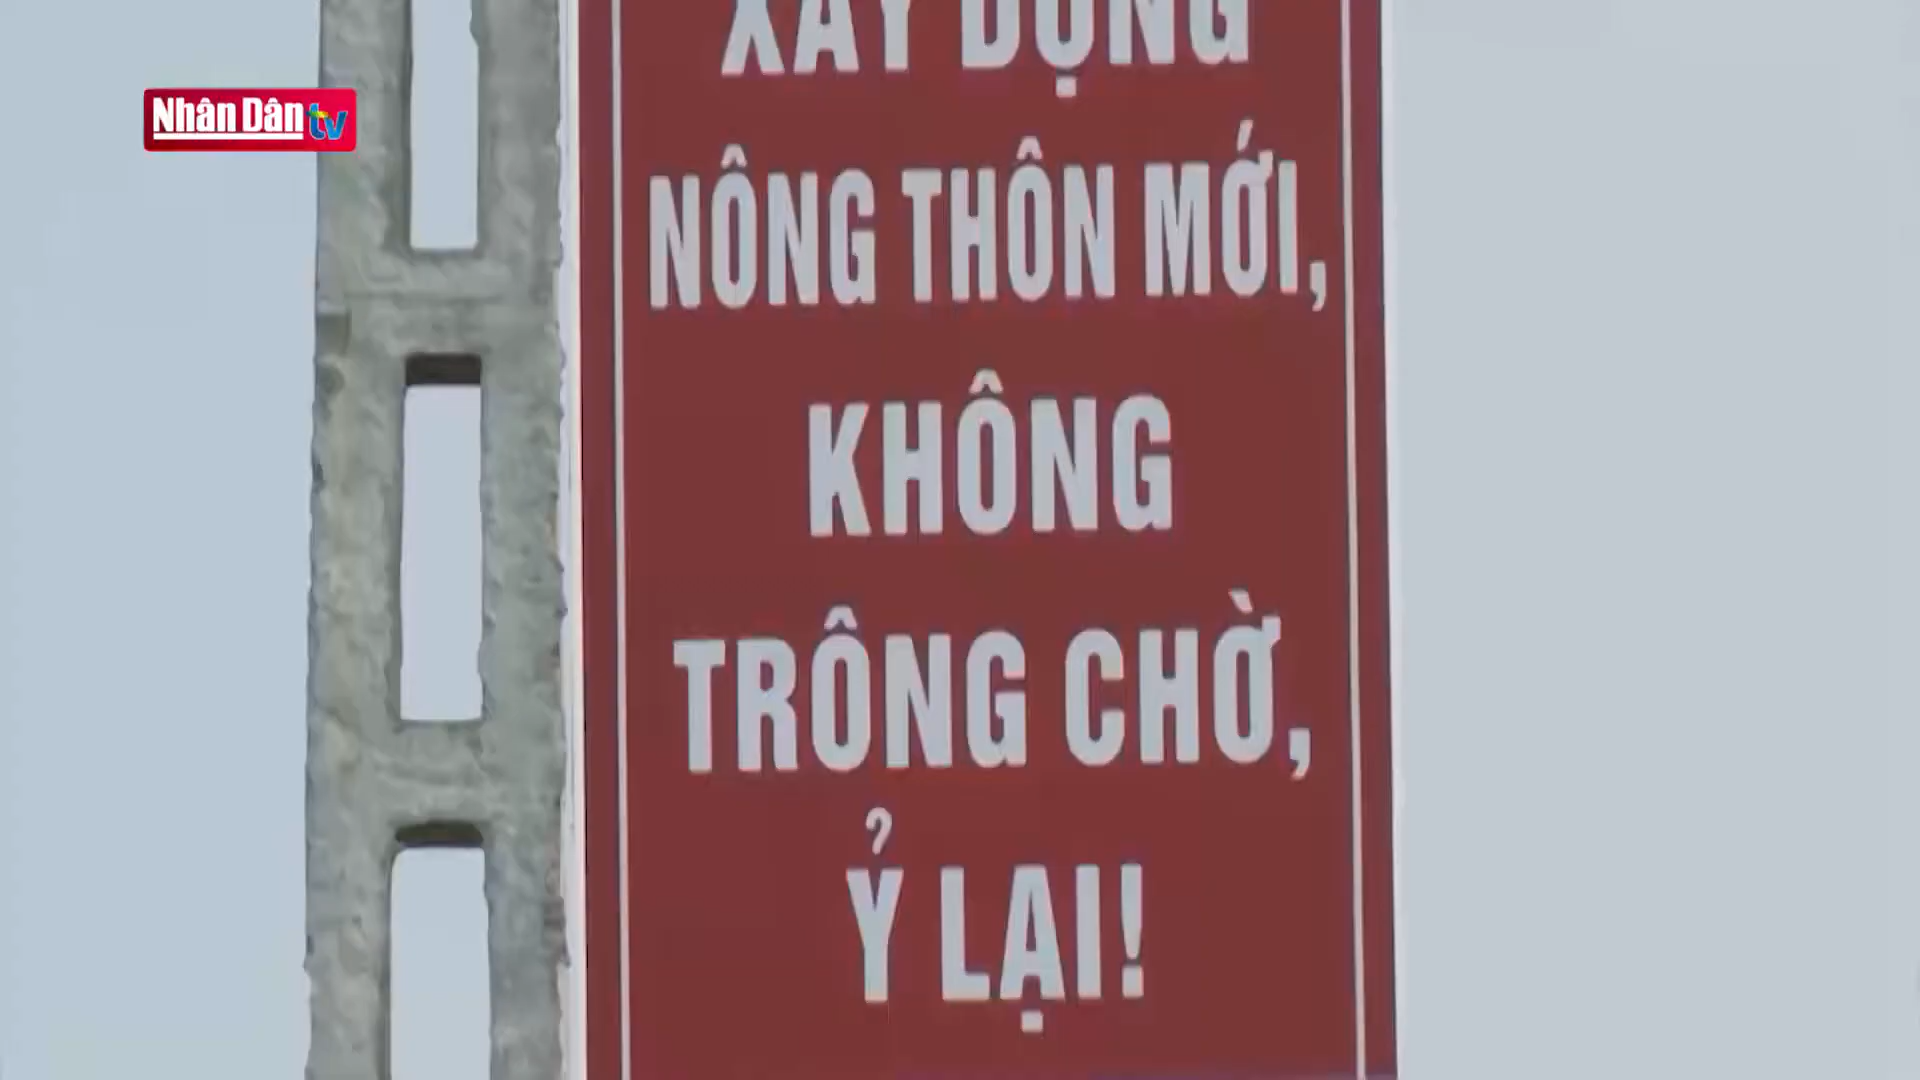 Nhân Dân tv
XÂY DỰNG
NÔNG THÔN MỚI,
KHÔNG
TRÔNG CHỜ,
Ỷ LẠI!